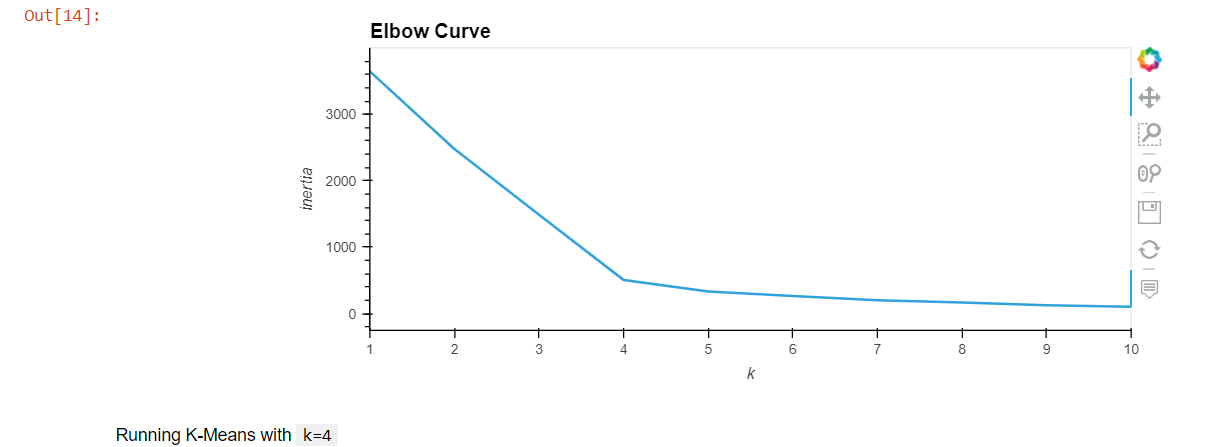 Out[14]:
Elbow Curve
3000
2000
1000
0
inertia
1 2 3 4 5 6 7 8 9 10
k
Running K-Means with k=4